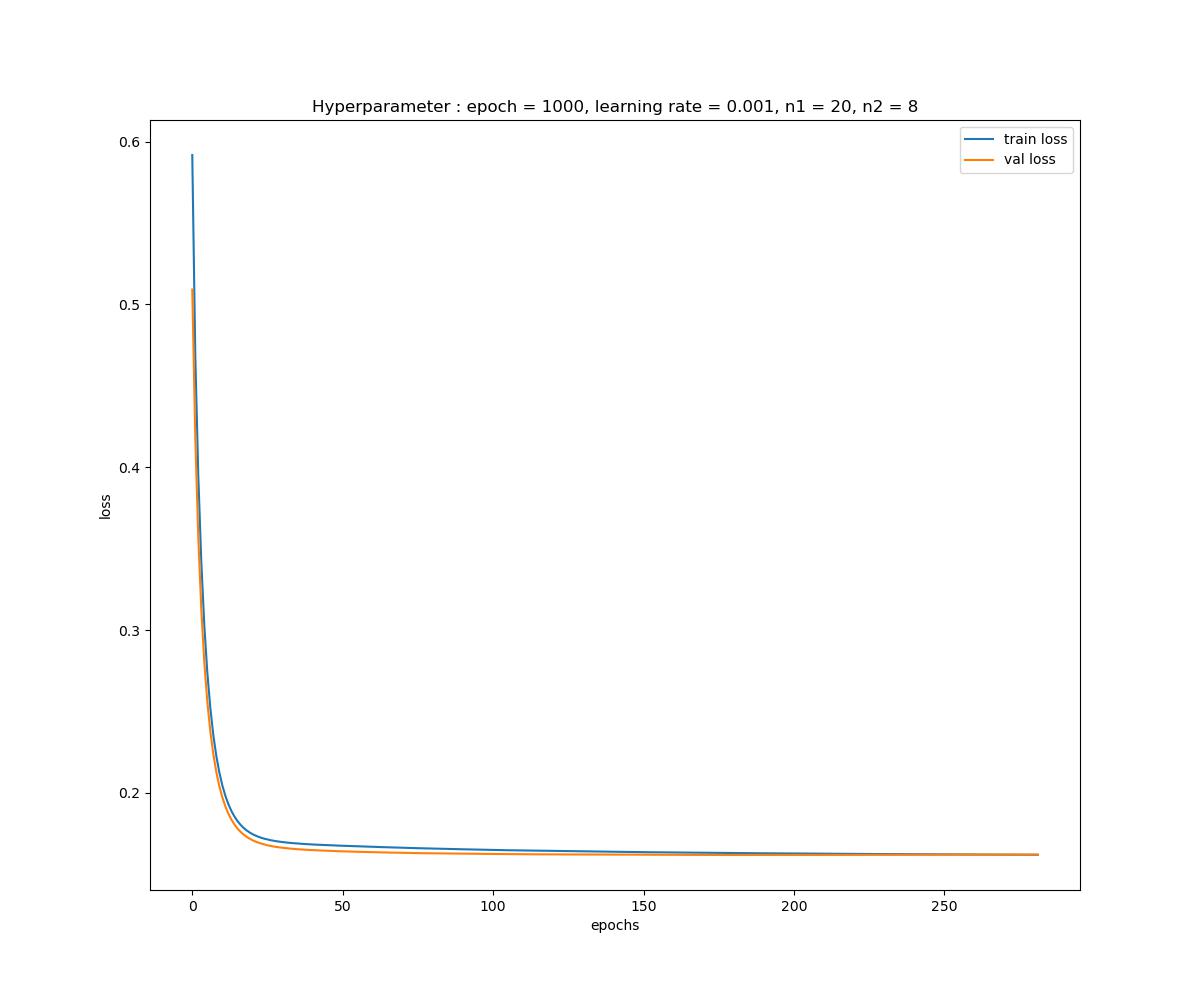 Hyperparameter : epoch = 1000, learning rate = 0.001, n1 = 20, n2 = 8
train loss
val loss
0.6
0.5
0.4
0.3
0.2
loss
0 50 100 150 200 250
epochs